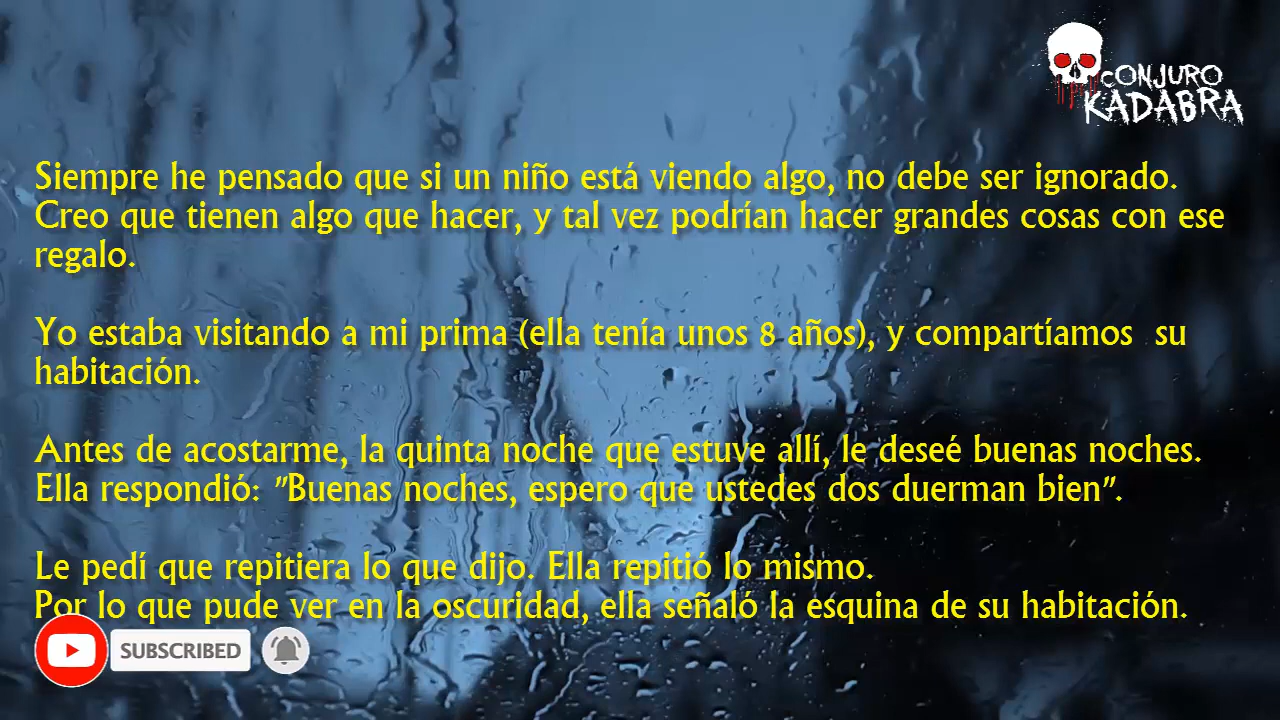 CONJURO
KADABRA
Siempre he pensado que si un niño está viendo algo, no debe ser ignorado.
Creo que tienen algo que hacer, y tal vez podrían hacer grandes cosas con ese
regalo.
Yo estaba visitando a mi prima (ella tenía unos 8 años), y compartíamos su
habitación.
Antes de acostarme, la quinta noche que estuve allí, le deseé buenas noches.
Ella respondió: "Buenas noches, espero que ustedes dos duerman bien".
Le pedí que repitiera lo que dijo. Ella repitió lo mismo.
Por lo que pude ver en la oscuridad, ella señaló la esquina de su habitación.
SUBSCRIBED